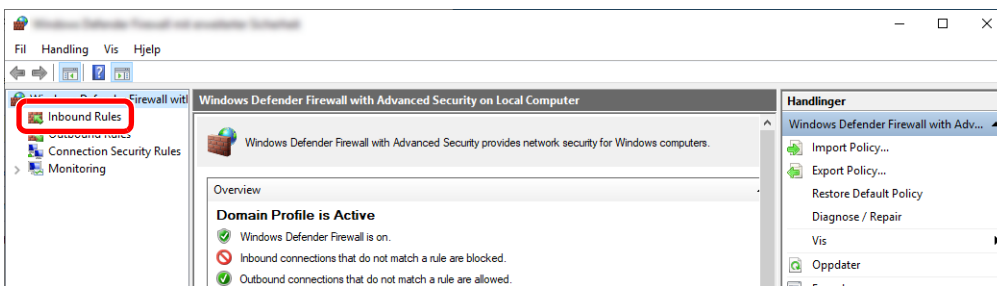 Fil Handling Vis Hjelp
Firewall with
Inbound Rules
Outbound Rules
Connection Security Rules
Monitoring
Windows Defender Firewall with Advanced Security on Local Computer
Windows Defender Firewall with Advanced Security provides network security for Windows computers.
Overview
Domain Profile is Active
Windows Defender Firewall is on.
Inbound connections that do not match a rule are blocked.
Outbound connections that do not match a rule are allowed.
Handlinger
Windows Defender Firewall with Adv...
Import Policy...
Export Policy...
Restore Default Policy
Diagnose / Repair
Vis
Oppdater